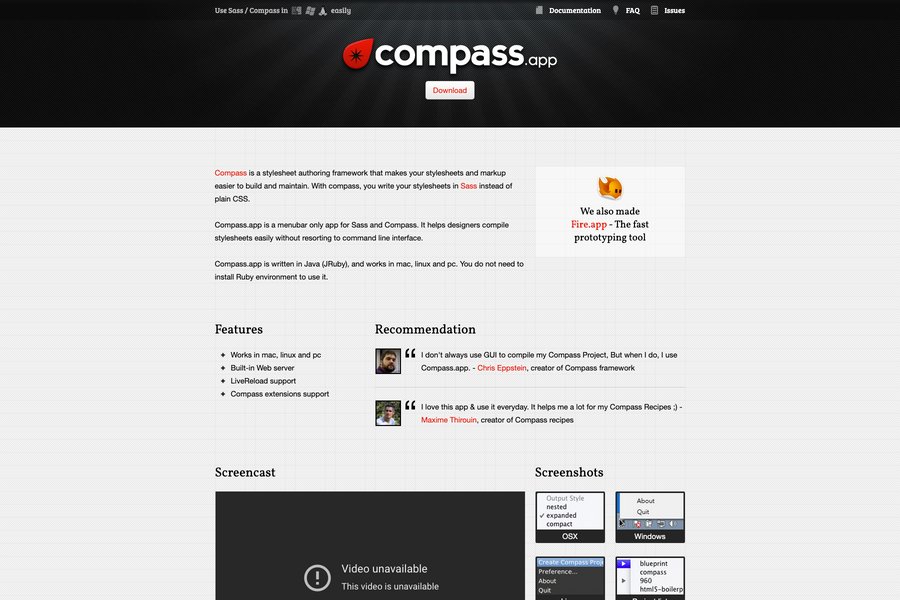 Use Sass / Compass in easily
Documentation FAQ Issues
compass.app
Download
Compass is a stylesheet authoring framework that makes your stylesheets and markup
easier to build and maintain. With compass, you write your stylesheets in Sass instead of
plain CSS.
Compass.app is a menubar only app for Sass and Compass. It helps designers compile
stylesheets easily without resorting to command line interface.
Compass.app is written in Java (JRuby), and works in mac, linux and pc. You do not need to
install Ruby environment to use it.
We also made
Fire.app - The fast
prototyping tool
Features
Works in mac, linux and pc
Built-in Web server
LiveReload support
Compass extensions support
Recommendation
“ I don't always use GUI to compile my Compass Project, But when I do, I use
Compass.app. - Chris Eppstein, creator of Compass framework
“ I love this app & use it everyday. It helps me a lot for my Compass Recipes ;) -
Maxime Thirouin, creator of Compass recipes
Screencast
Video unavailable
This video is unavailable
Screenshots
Output Style
nested
✓ expanded
compact
OSX
About
Quit
Windows
Create Compass Proj
Preference...
About
Quit
blueprint
compass
960
html5-boilerp